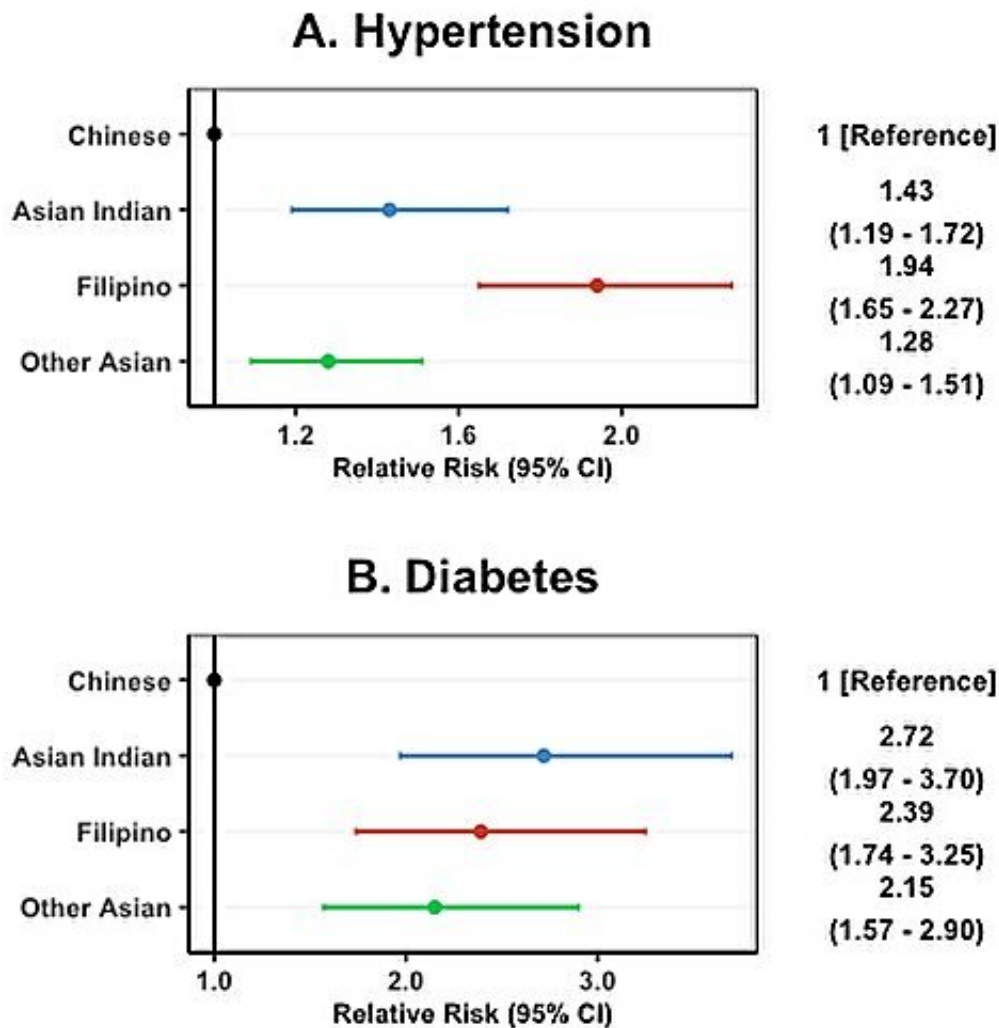 A. Hypertension
Chinese
1 [Reference]
Asian Indian
1.43
(1.19 - 1.72)
Filipino
1.94
(1.65 - 2.27)
Other Asian
1.28
(1.09 - 1.51)
1.2 1.6 2.0
Relative Risk (95% CI)
B. Diabetes
Chinese
1 [Reference]
Asian Indian
2.72
(1.97 - 3.70)
Filipino
2.39
(1.74 - 3.25)
Other Asian
2.15
(1.57 - 2.90)
1.0 2.0 3.0
Relative Risk (95% CI)